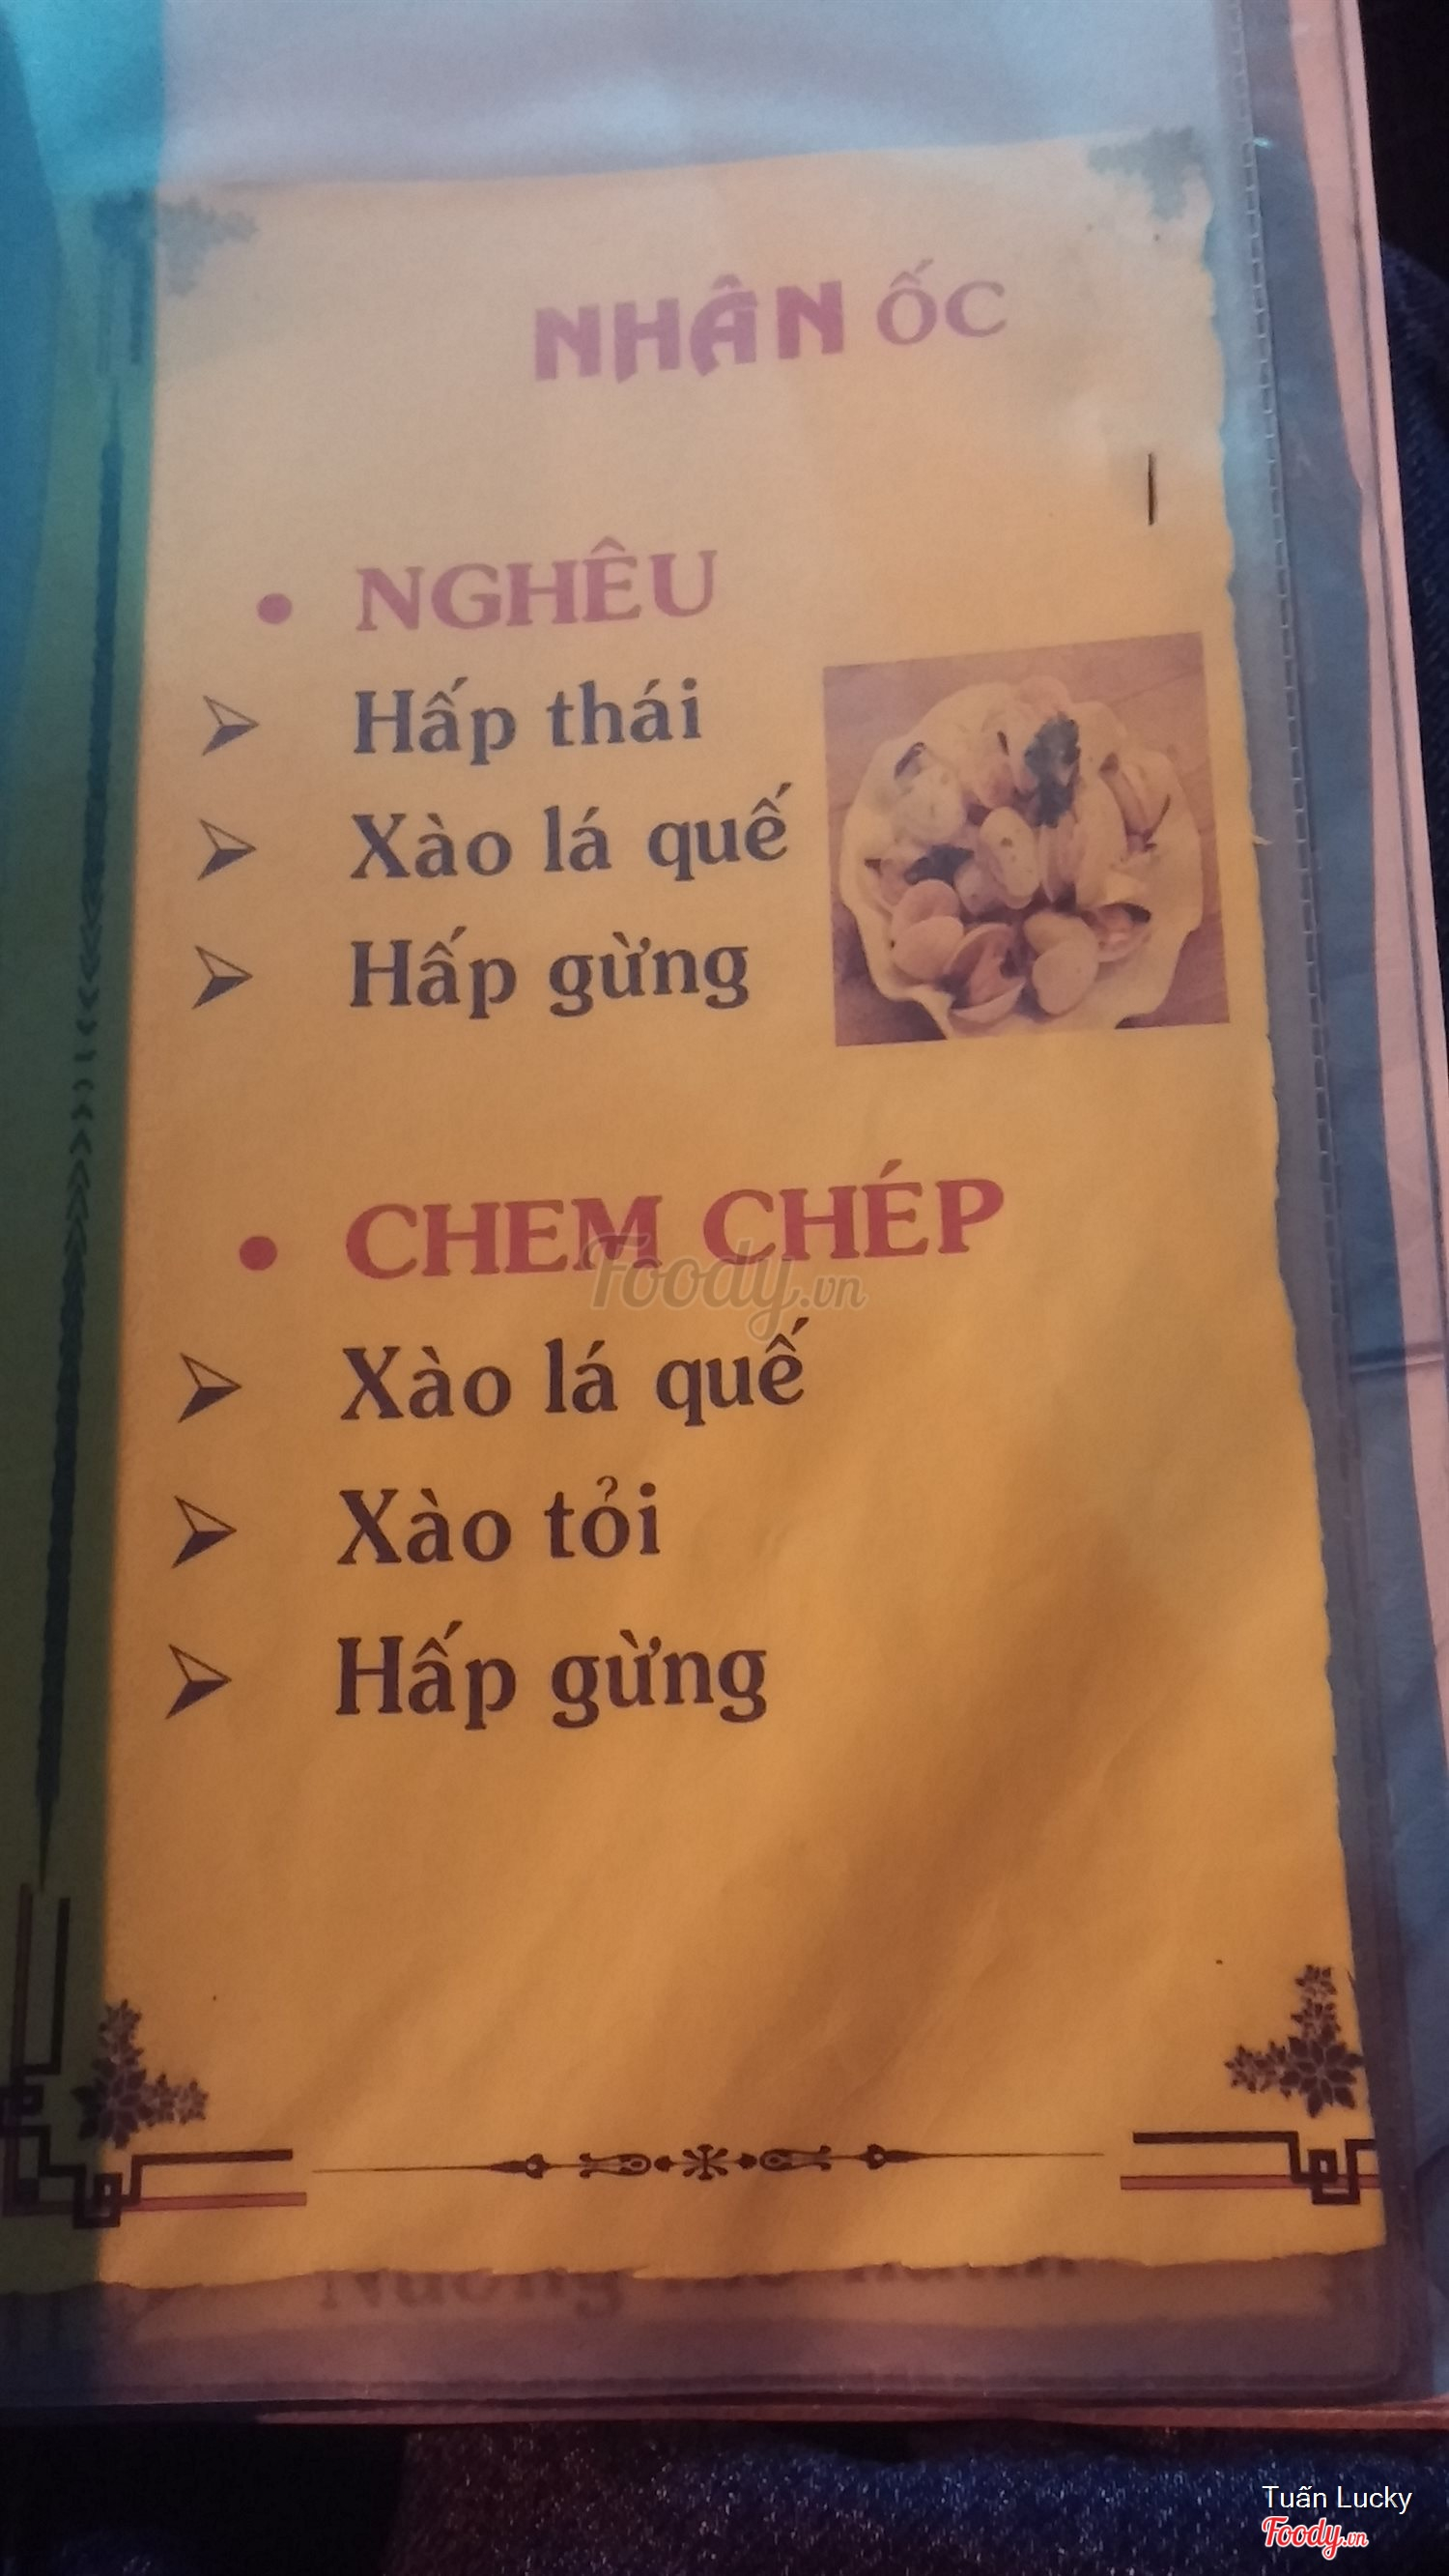 NHÂN ỐC
• NGHÊU
➢ Hấp thái
➢ Xào lá quế
➢ Hấp gừng
• CHEM CHÉP
Foody.vn
➢ Xào lá quế
➢ Xào tỏi
➢ Hấp gừng
Nướng
Tuấn Lucky
Foody.vn